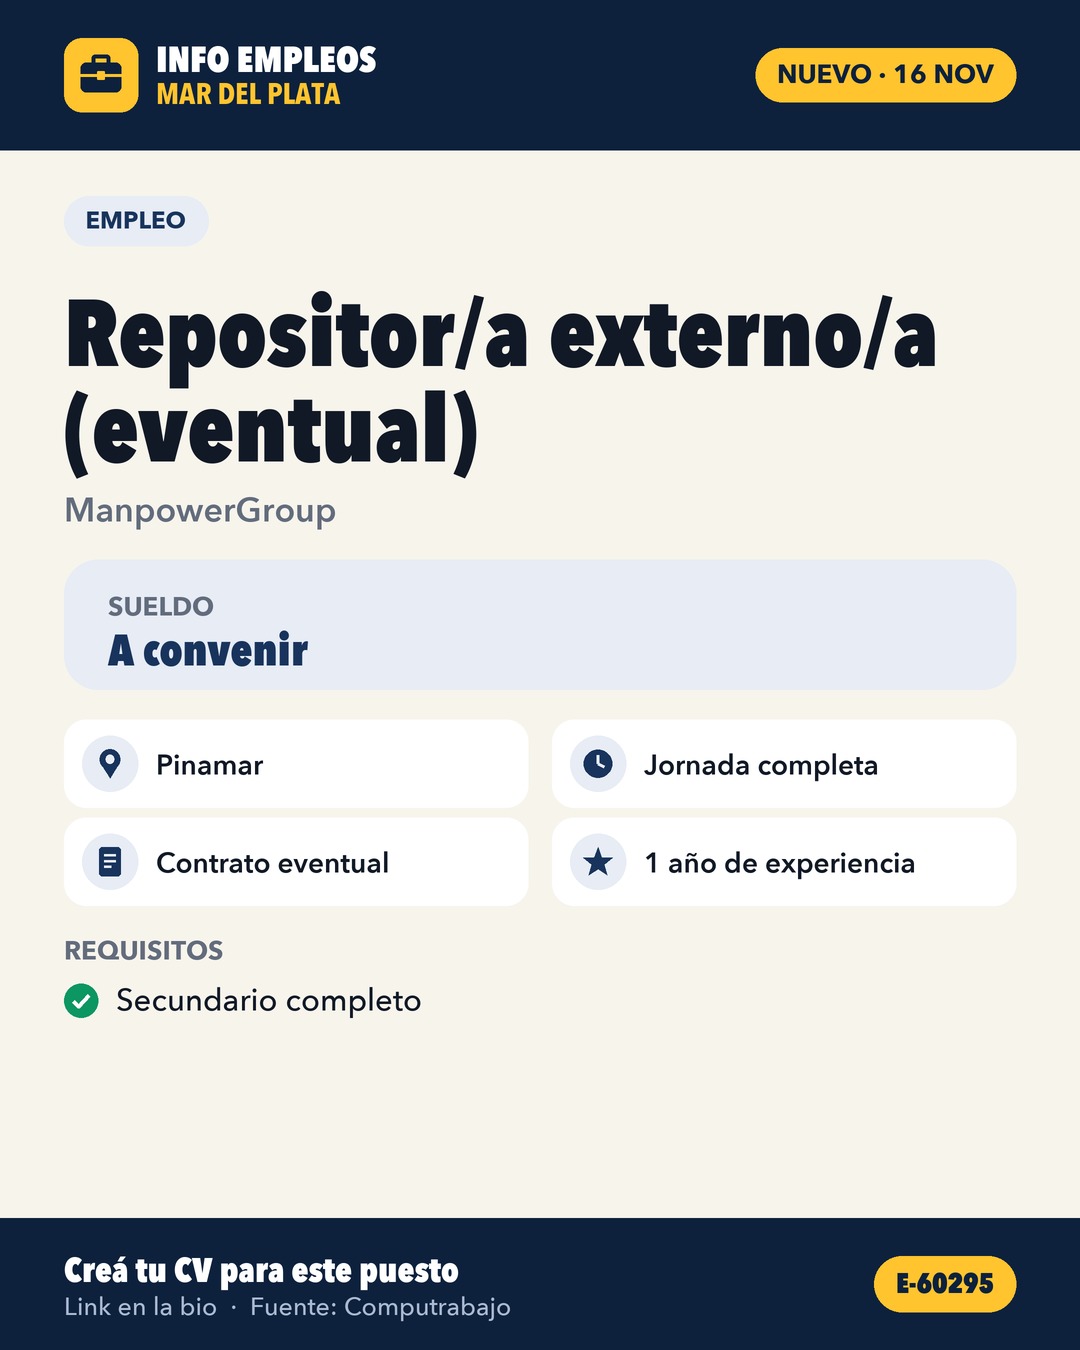 INFO EMPLEOS
MAR DEL PLATA
NUEVO · 16 NOV
EMPLEO
Repositor/a externo/a
(eventual)
ManpowerGroup
SUELDO
A convenir
Pinamar
Jornada completa
Contrato eventual
1 año de experiencia
REQUISITOS
Secundario completo
Creá tu CV para este puesto
Link en la bio · Fuente: Computrabajo
E-60295